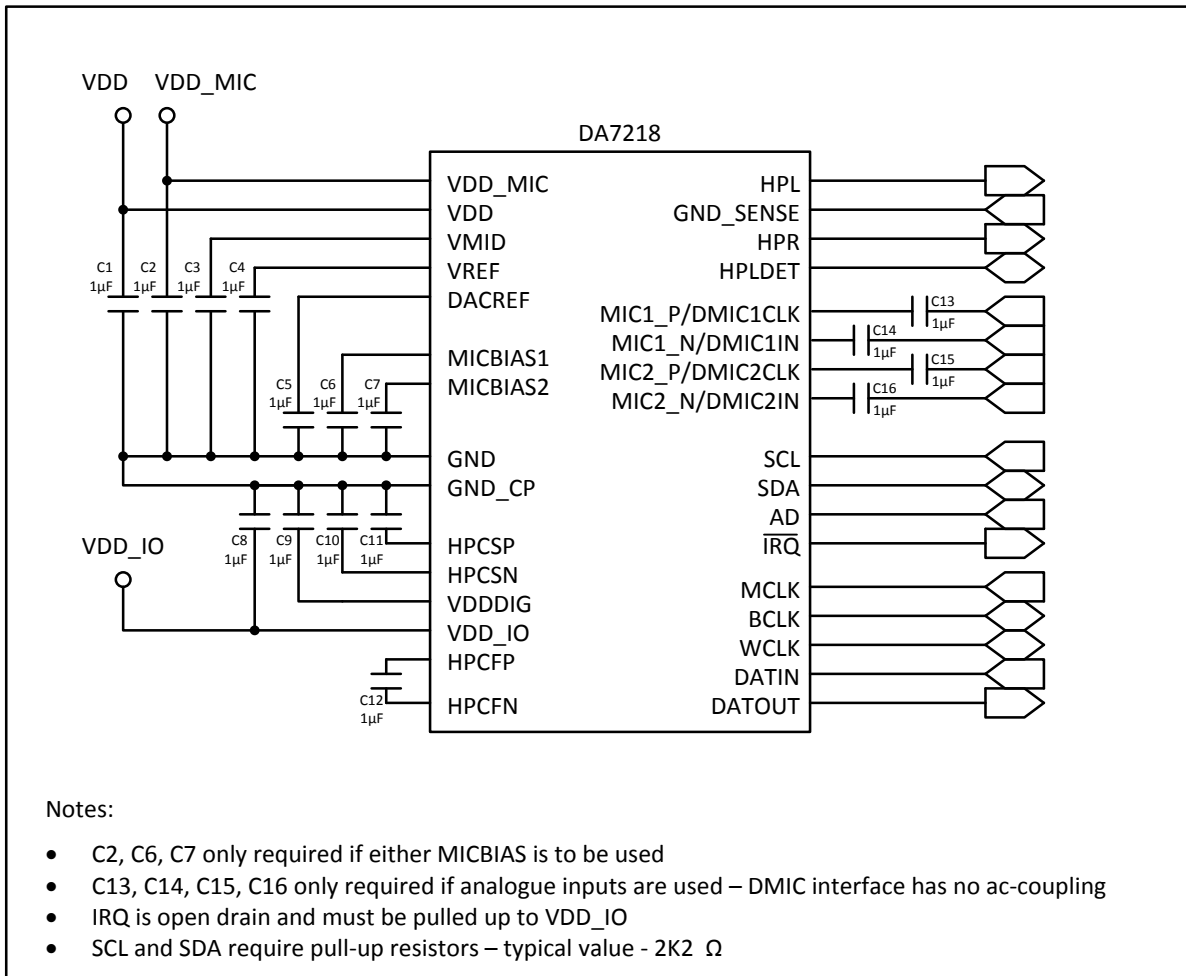 VDD VDD_MIC
DA7218
VDD_MIC
VDD
VMID
VREF
DACREF
MICBIAS1
MICBIAS2
GND
GND_CP
HPCSP
HPCSN
VDDDIG
VDD_IO
HPCFP
HPCFN
HPL
GND_SENSE
HPR
HPLDET
MIC1_P/DMIC1CLK
MIC1_N/DMIC1IN
MIC2_P/DMIC2CLK
MIC2_N/DMIC2IN
SCL
SDA
AD
IRQ
MCLK
BCLK
WCLK
DATIN
DATOUT
C1
1µF
C2
1µF
C3
1µF
C4
1µF
C5
1µF
C6
1µF
C7
1µF
C8
1µF
C9
1µF
C10
1µF
C11
1µF
VDD_IO
C12
1µF
C13
1µF
C14
1µF
C15
1µF
C16
1µF
Notes:
• C2, C6, C7 only required if either MICBIAS is to be used
• C13, C14, C15, C16 only required if analogue inputs are used – DMIC interface has no ac-coupling
• IRQ is open drain and must be pulled up to VDD_IO
• SCL and SDA require pull-up resistors – typical value - 2K2 Ω